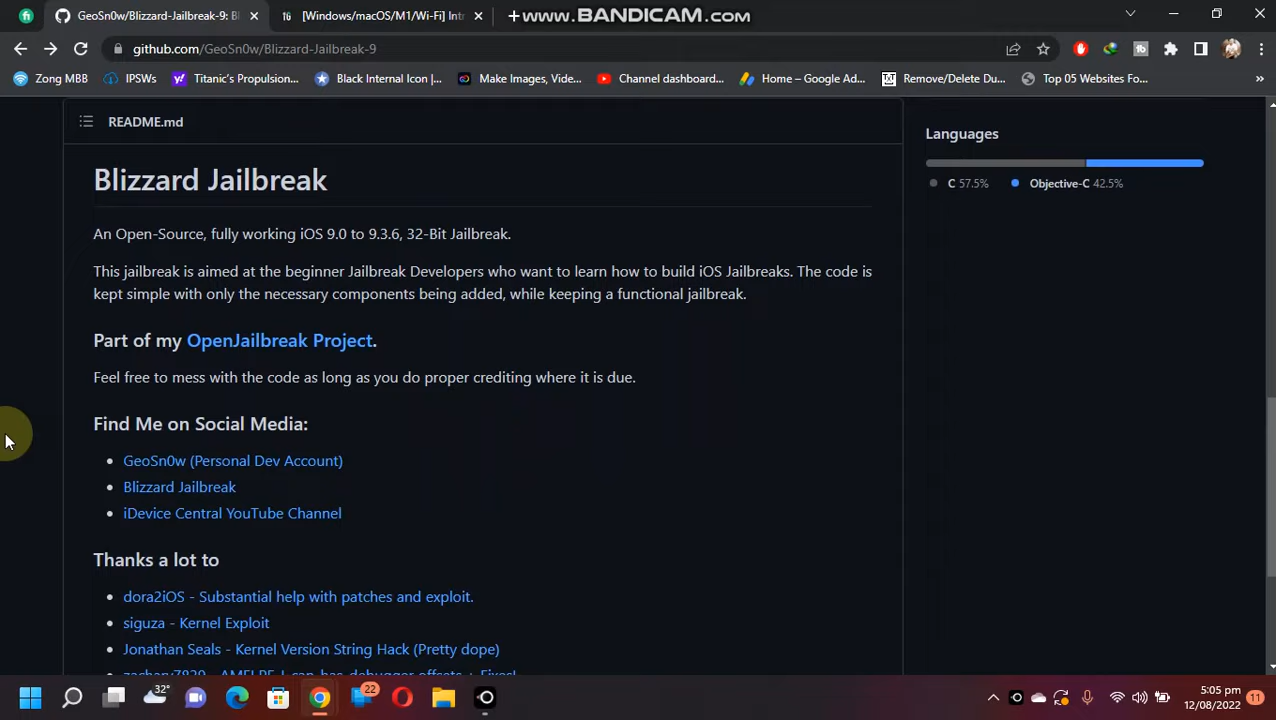 GeoSn0w/Blizzard-Jailbreak-9: Bl
[Windows/macOS/M1/Wi-Fi] Intr
www.BANDICAM.com
github.com/GeoSn0w/Blizzard-Jailbreak-9
Zong MBB
IPSWs
Titanic's Propulsion...
Black Internal Icon |...
Make Images, Vide...
Channel dashboard...
Home – Google Ad...
Remove/Delete Du...
Top 05 Websites Fo...
README.md
Languages
C 57.5%
Objective-C 42.5%
Blizzard Jailbreak
An Open-Source, fully working iOS 9.0 to 9.3.6, 32-Bit Jailbreak.
This jailbreak is aimed at the beginner Jailbreak Developers who want to learn how to build iOS Jailbreaks. The code is
kept simple with only the necessary components being added, while keeping a functional jailbreak.
Part of my OpenJailbreak Project.
Feel free to mess with the code as long as you do proper crediting where it is due.
Find Me on Social Media:
GeoSn0w (Personal Dev Account)
Blizzard Jailbreak
iDevice Central YouTube Channel
Thanks a lot to
dora2iOS - Substantial help with patches and exploit.
siguza - Kernel Exploit
Jonathan Seals - Kernel Version String Hack (Pretty dope)
32°
22
5:05 pm
12/08/2022
11